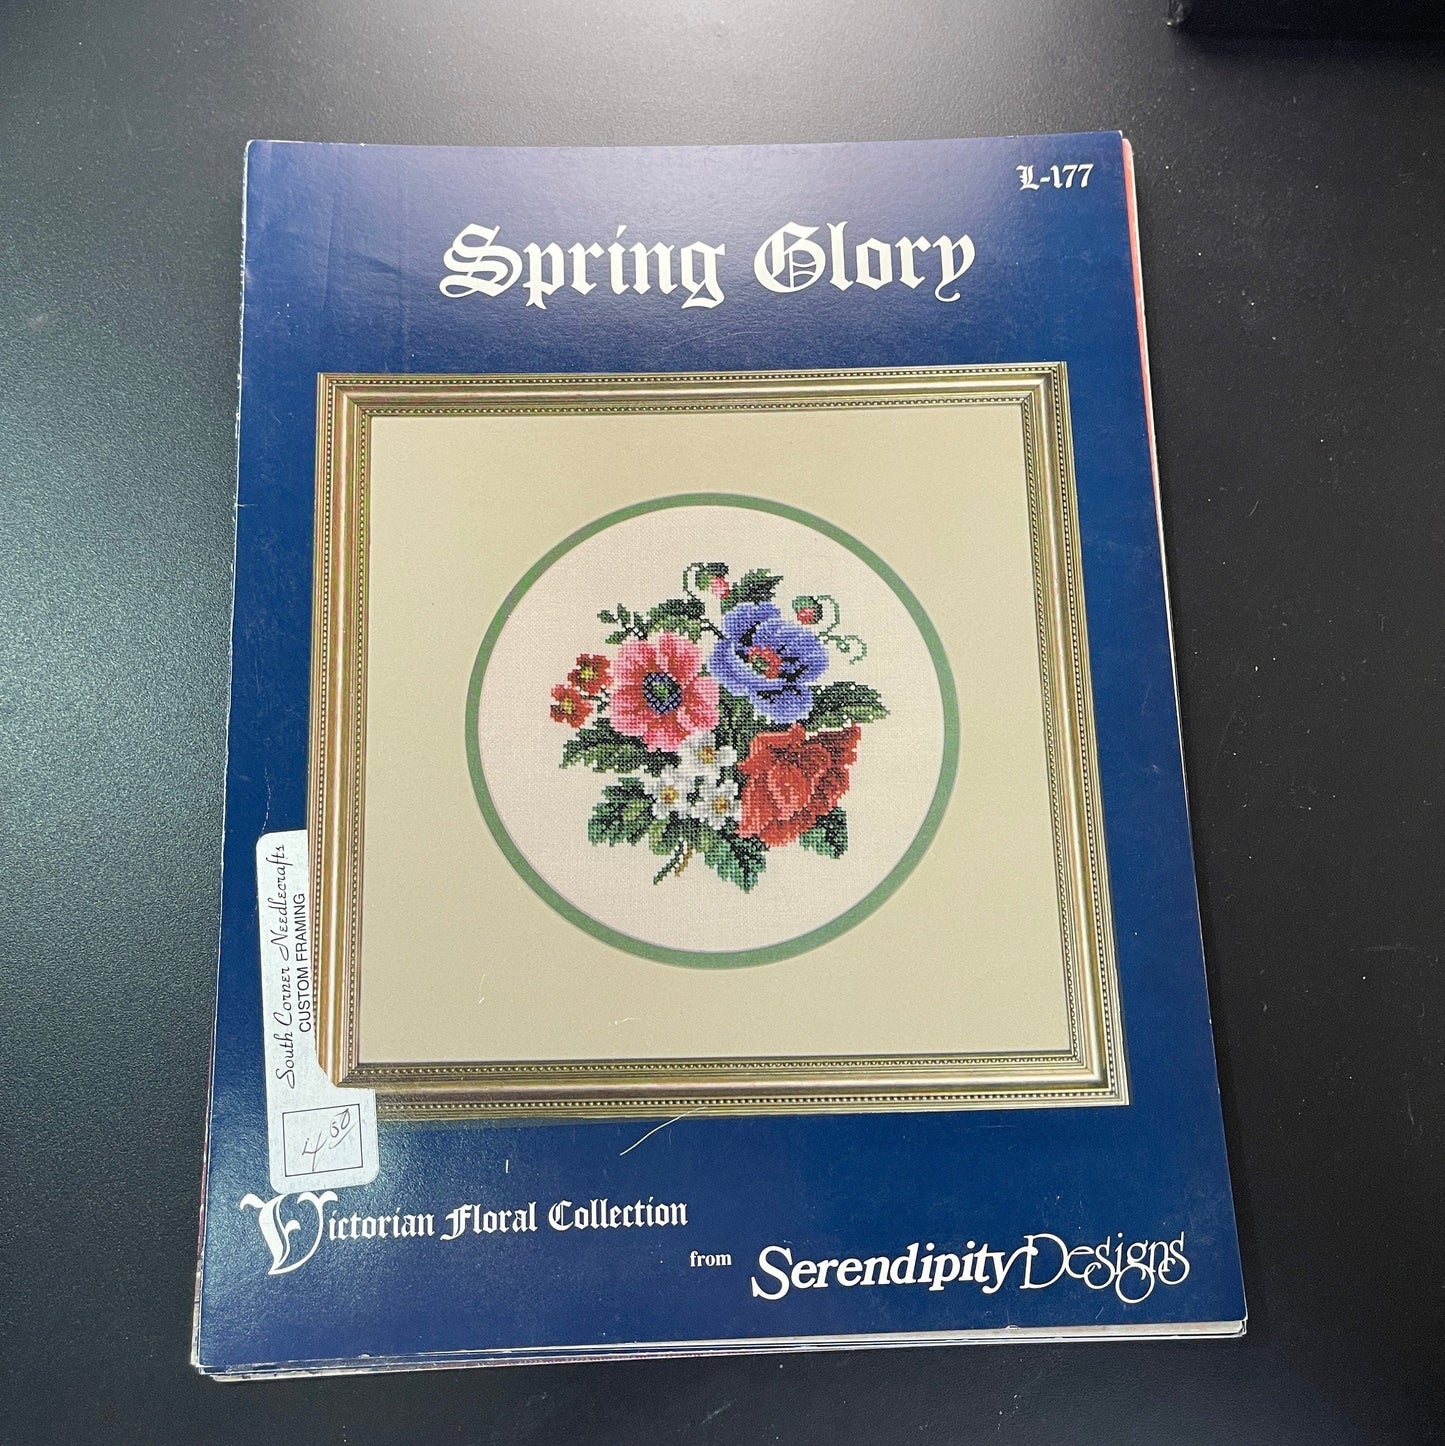 L-177
Spring Glory
South Corner Needlecrafts
CUSTOM FRAMING
4 50
Victorian Floral Collection
from
Serendipity Designs